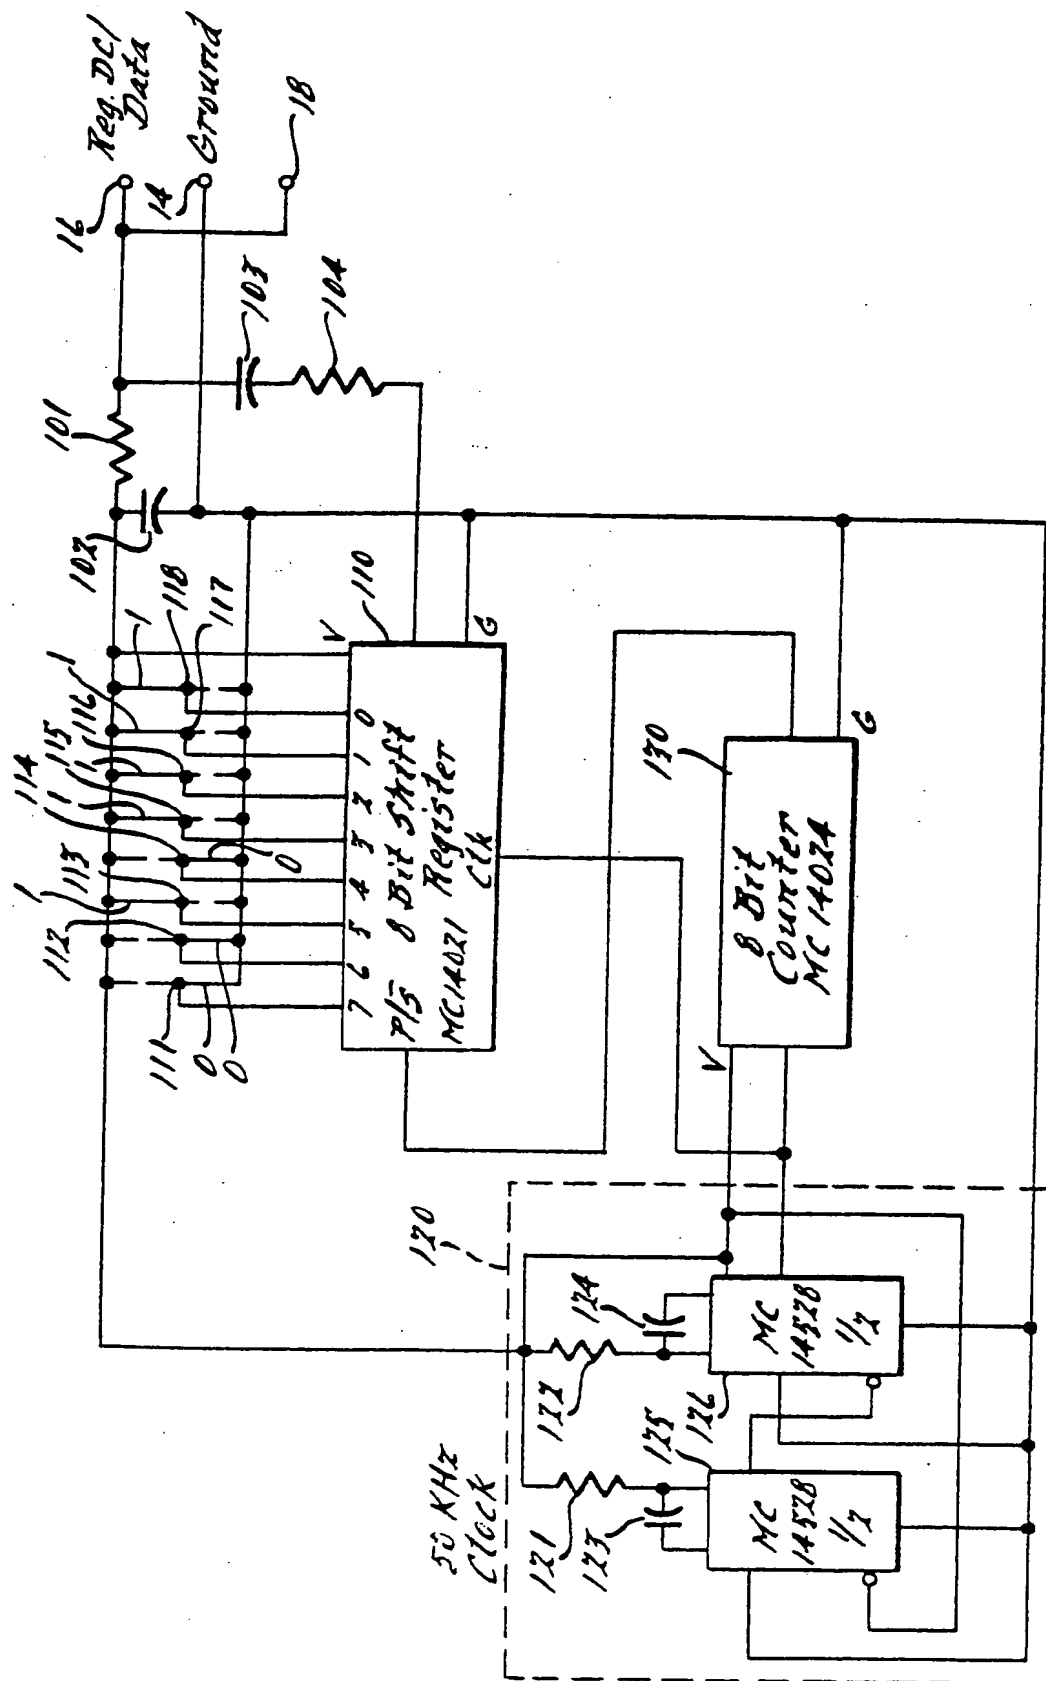 Reg. DC/
Data
16
Ground
14
18
101
103
104
102
1
118
117
1
116
115
1
114
1
113
1
112
111
0
0
0
V
110
G
7 6 5 4 3 2 1 0
P/S̅ 8 Bit Shift
Register
MC14021 Clk
130
8 Bit
Counter
MC 14024
V
G
120
50 KHz
Clock
121
122
123
124
125
126
MC
14528
1/2
MC
14528
1/2